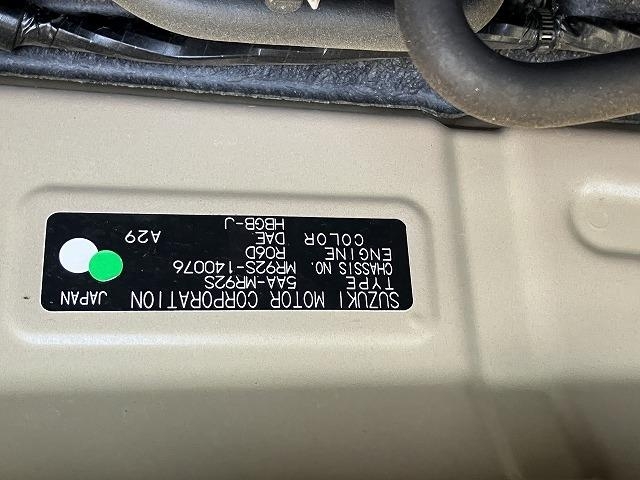 SUZUKI MOTOR CORPORATION JAPAN
TYPE 5AA-MR92S
CHASSIS NO. MR92S-140076
ENGINE R06D
COLOR DAE A29
HBGB-J